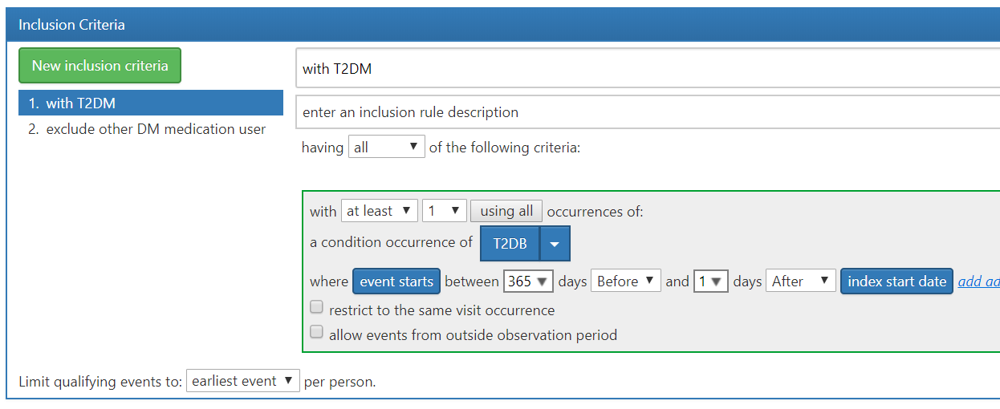 Inclusion Criteria
New inclusion criteria
1. with T2DM
2. exclude other DM medication user
with T2DM
enter an inclusion rule description
having all of the following criteria:
with at least 1 using all occurrences of:
a condition occurrence of T2DB
where event starts between 365 days Before and 1 days After index start date add ad
restrict to the same visit occurrence
allow events from outside observation period
Limit qualifying events to: earliest event per person.